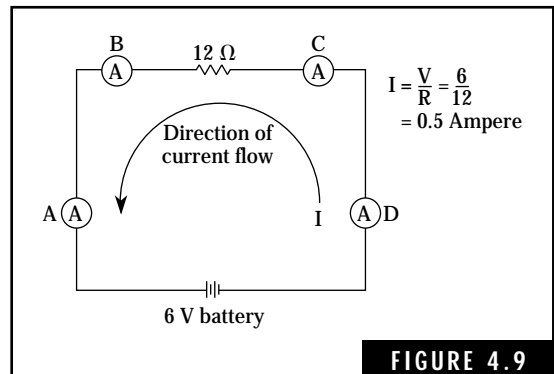 B
C
12 Ω
A
A
I = V/R = 6/12
= 0.5 Ampere
Direction of
current flow
A A
I
A D
6 V battery
FIGURE 4.9